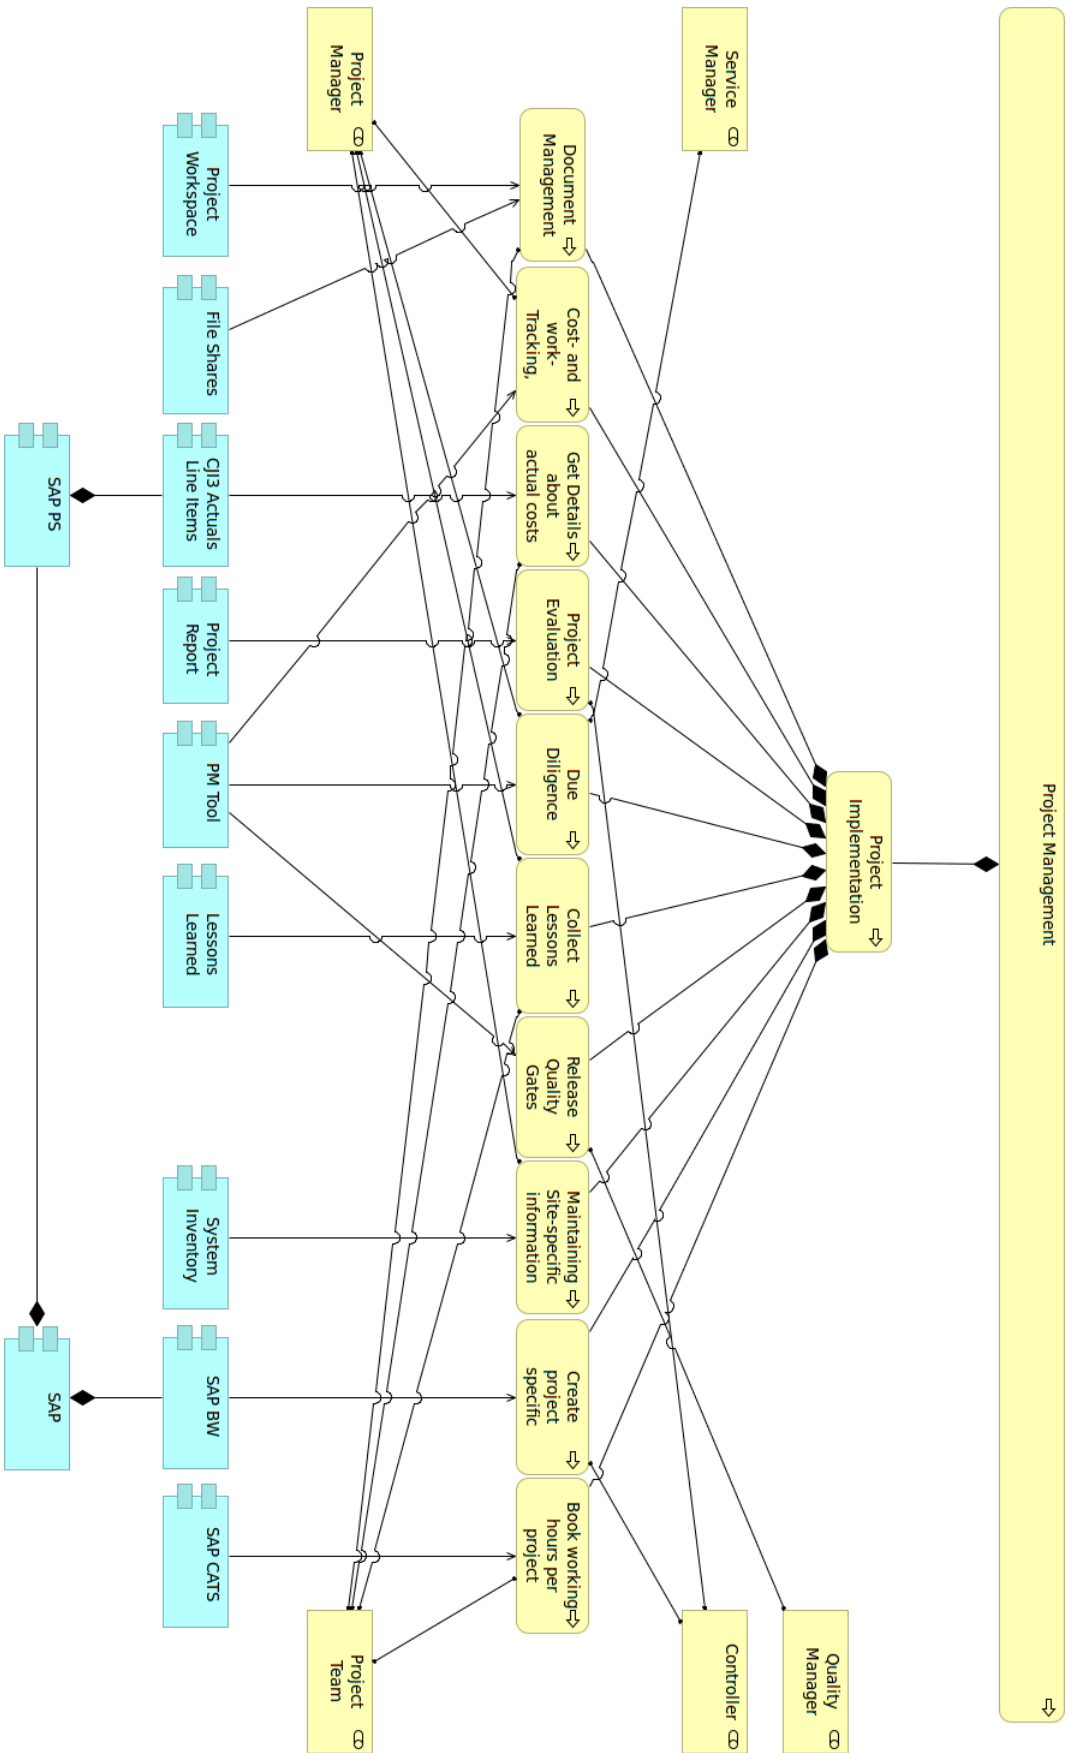 Project Management
Project
Implementation
Service
Manager
Quality
Manager
Controller
Document
Management
Cost- and
work-
Tracking,
Get Details
about
actual costs
Project
Evaluation
Due
Diligence
Collect
Lessons
Learned
Release
Quality
Gates
Maintaining
Site-specific
information
Create
project
specific
Book working
hours per
project
Project
Manager
Project
Team
Project
Workspace
File Shares
CJI3 Actuals
Line Items
Project
Report
PM Tool
Lessons
Learned
System
Inventory
SAP BW
SAP CATS
SAP PS
SAP